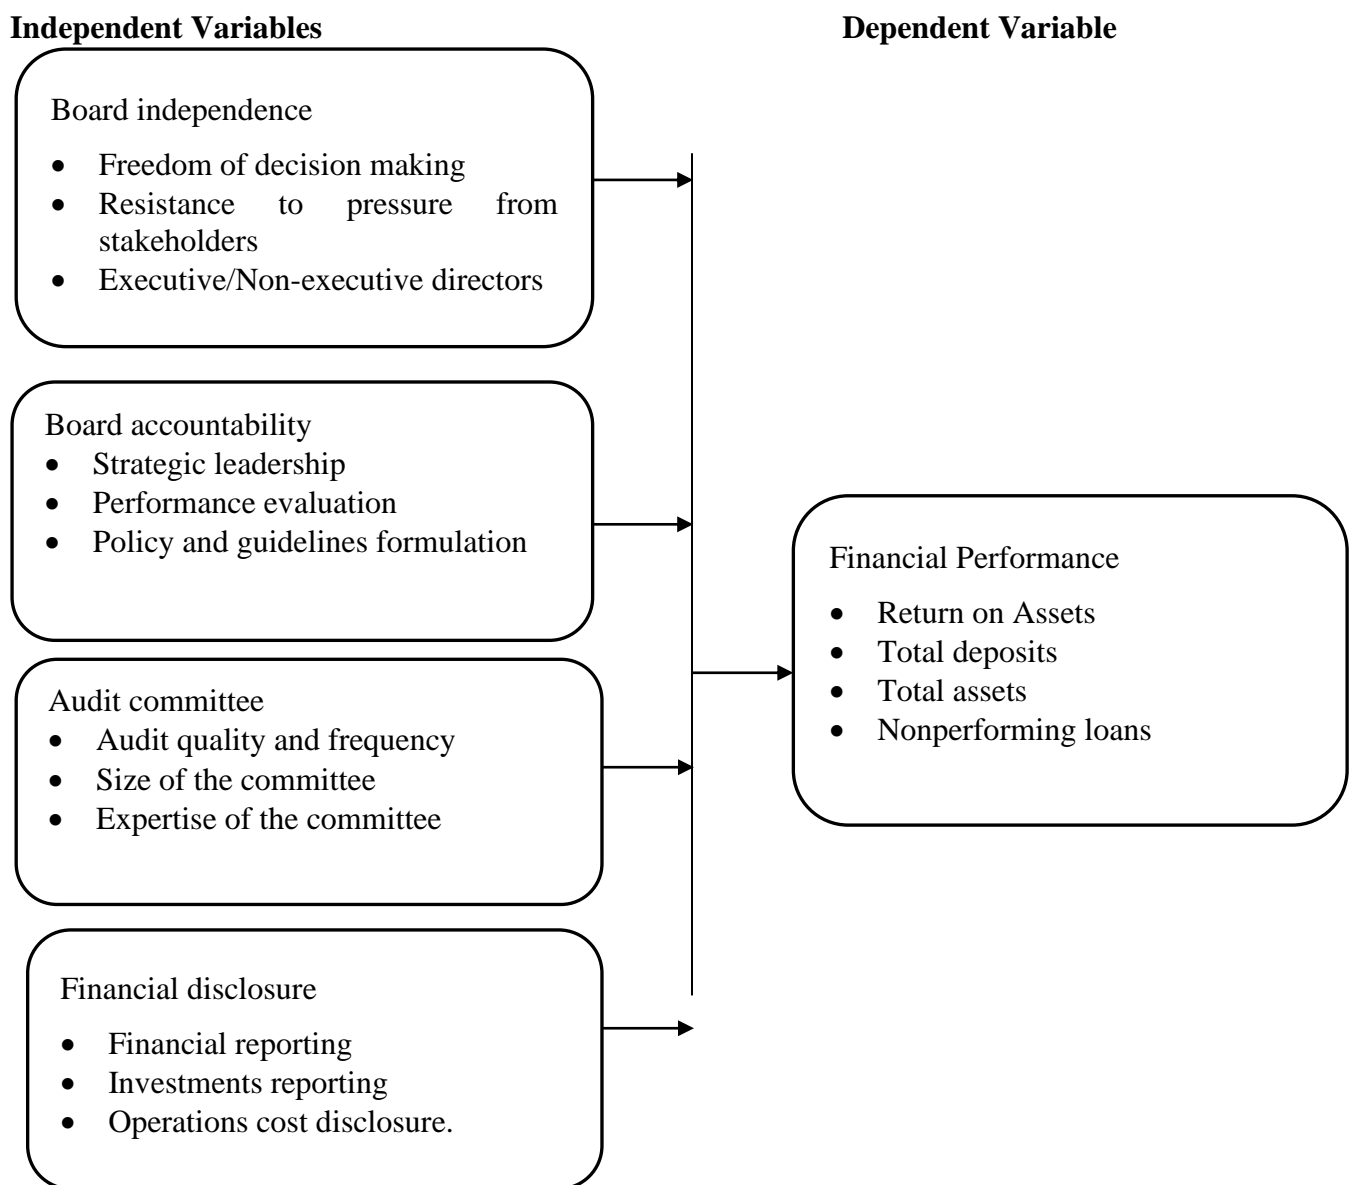 Independent Variables
Dependent Variable
Board independence
• Freedom of decision making
• Resistance to pressure from
stakeholders
• Executive/Non-executive directors
Board accountability
• Strategic leadership
• Performance evaluation
• Policy and guidelines formulation
Audit committee
• Audit quality and frequency
• Size of the committee
• Expertise of the committee
Financial disclosure
• Financial reporting
• Investments reporting
• Operations cost disclosure.
Financial Performance
• Return on Assets
• Total deposits
• Total assets
• Nonperforming loans